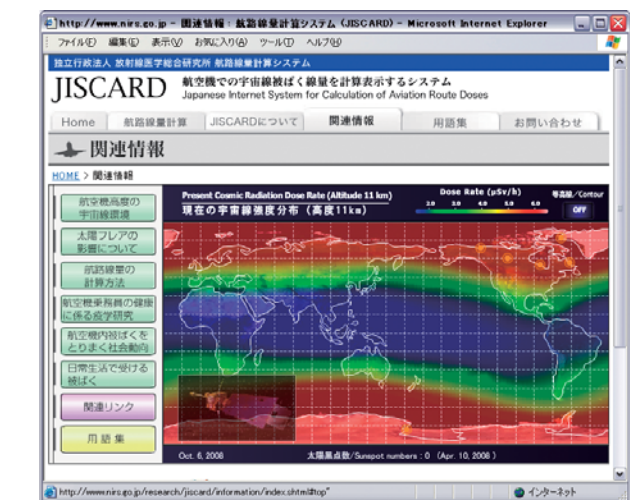 http://www.nirs.go.jp - 関連情報:航路線量計算システム (JISCARD) - Microsoft Internet Explorer
ファイル(F) 編集(E) 表示(V) お気に入り(A) ツール(T) ヘルプ(H)
独立行政法人 放射線医学総合研究所 航路線量計算システム
JISCARD
航空機での宇宙線被ばく線量を計算表示するシステム
Japanese Internet System for Calculation of Aviation Route Doses
Home 航路線量計算 JISCARDについて 関連情報 用語集 お問い合わせ
関連情報
HOME > 関連情報
航空機高度の
宇宙線環境
太陽フレアの
影響について
航路線量の
計算方法
航空機乗務員の健康
に係る疫学研究
航空機内被ばくを
とりまく社会動向
日常生活で受ける
被ばく
関連リンク
用語集
Present Cosmic Radiation Dose Rate (Altitude 11 km)
現在の宇宙線強度分布 (高度11km)
Dose Rate (μSv/h)
2.0 3.0 4.0 5.0 6.0
等高線/Contour
OFF
Oct. 6, 2008
太陽黒点数/Sunspot numbers : 0 (Apr. 10, 2008)
http://www.nirs.go.jp/research/jiscard/information/index.shtml#top"
インターネット